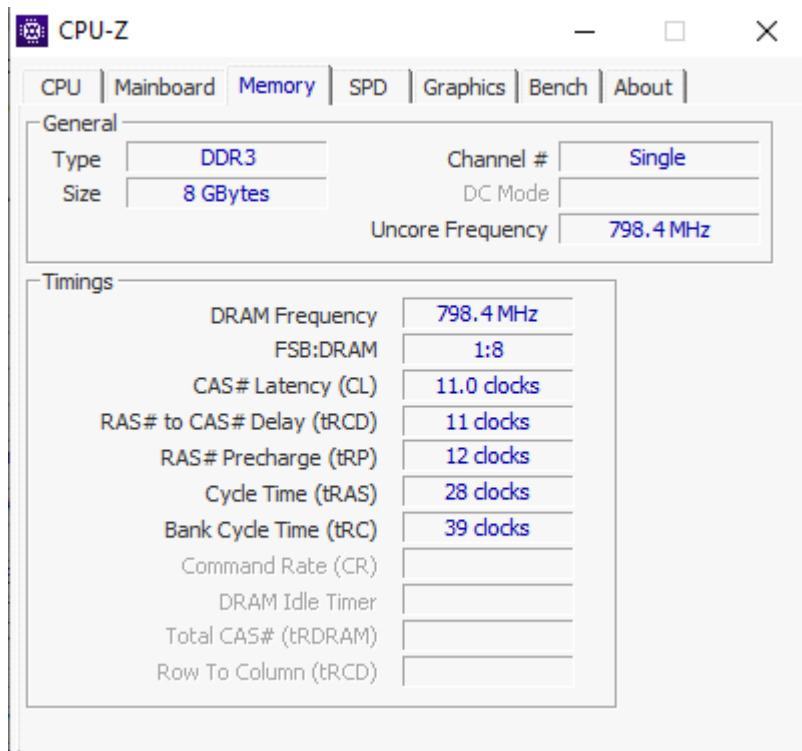 CPU-Z
CPU Mainboard Memory SPD Graphics Bench About
General
Type DDR3 Channel # Single
Size 8 GBytes DC Mode
Uncore Frequency 798.4 MHz
Timings
DRAM Frequency 798.4 MHz
FSB:DRAM 1:8
CAS# Latency (CL) 11.0 clocks
RAS# to CAS# Delay (tRCD) 11 clocks
RAS# Precharge (tRP) 12 clocks
Cycle Time (tRAS) 28 clocks
Bank Cycle Time (tRC) 39 clocks
Command Rate (CR)
DRAM Idle Timer
Total CAS# (tRDRAM)
Row To Column (tRCD)